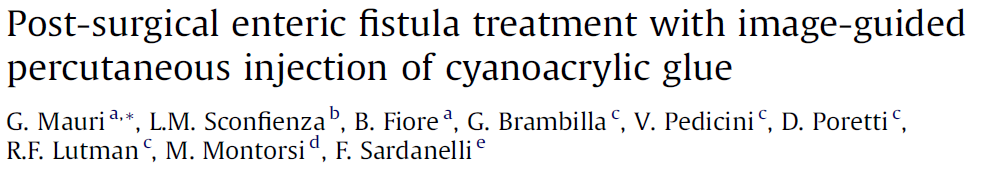 Post-surgical enteric fistula treatment with image-guided
percutaneous injection of cyanoacrylic glue
G. Mauri a,*, L.M. Sconfienza b, B. Fiore a, G. Brambilla c, V. Pedicini c, D. Poretti c,
R.F. Lutman c, M. Montorsi d, F. Sardanelli e